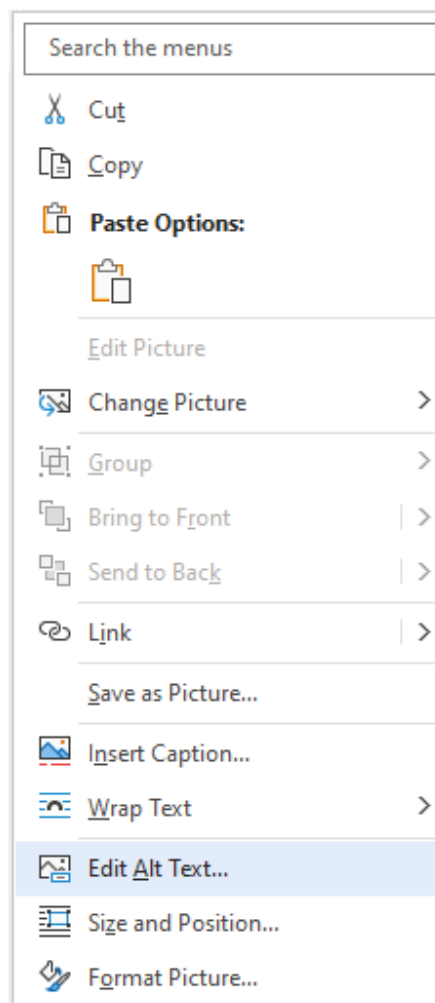 Search the menus
Cut
Copy
Paste Options:
Edit Picture
Change Picture
Group
Bring to Front
Send to Back
Link
Save as Picture...
Insert Caption...
Wrap Text
Edit Alt Text...
Size and Position...
Format Picture...